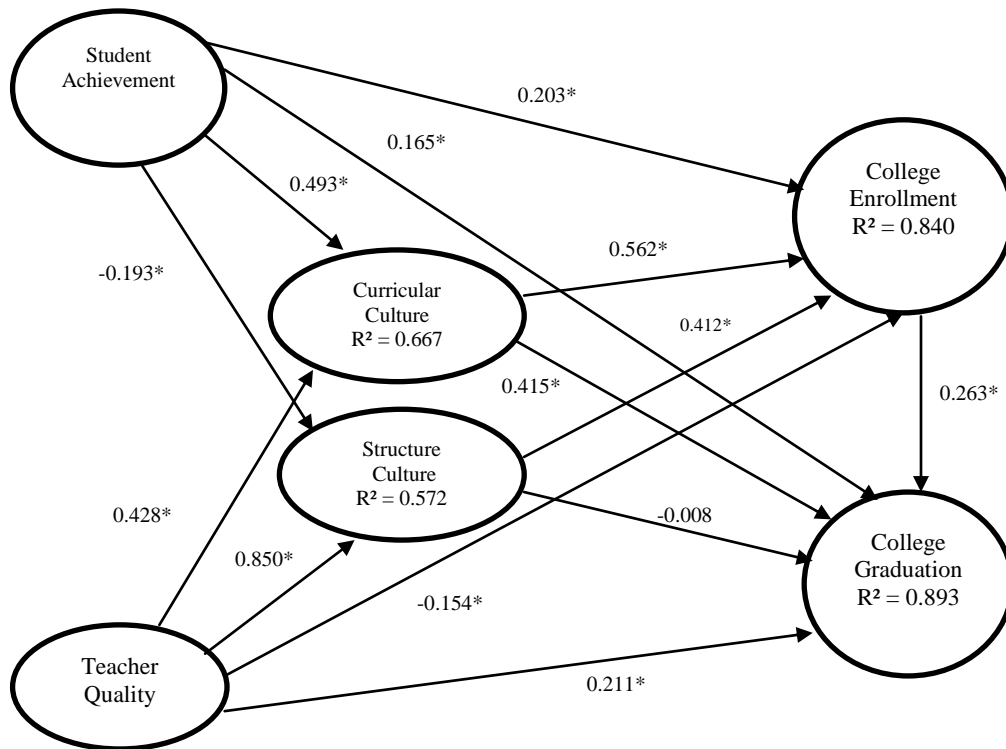 Student
Achievement
0.203*
0.165*
College
Enrollment
R² = 0.840
0.493*
-0.193*
0.562*
Curricular
Culture
R² = 0.667
0.412*
0.415*
0.263*
Structure
Culture
R² = 0.572
0.428*
-0.008
0.850*
College
Graduation
R² = 0.893
-0.154*
Teacher
Quality
0.211*